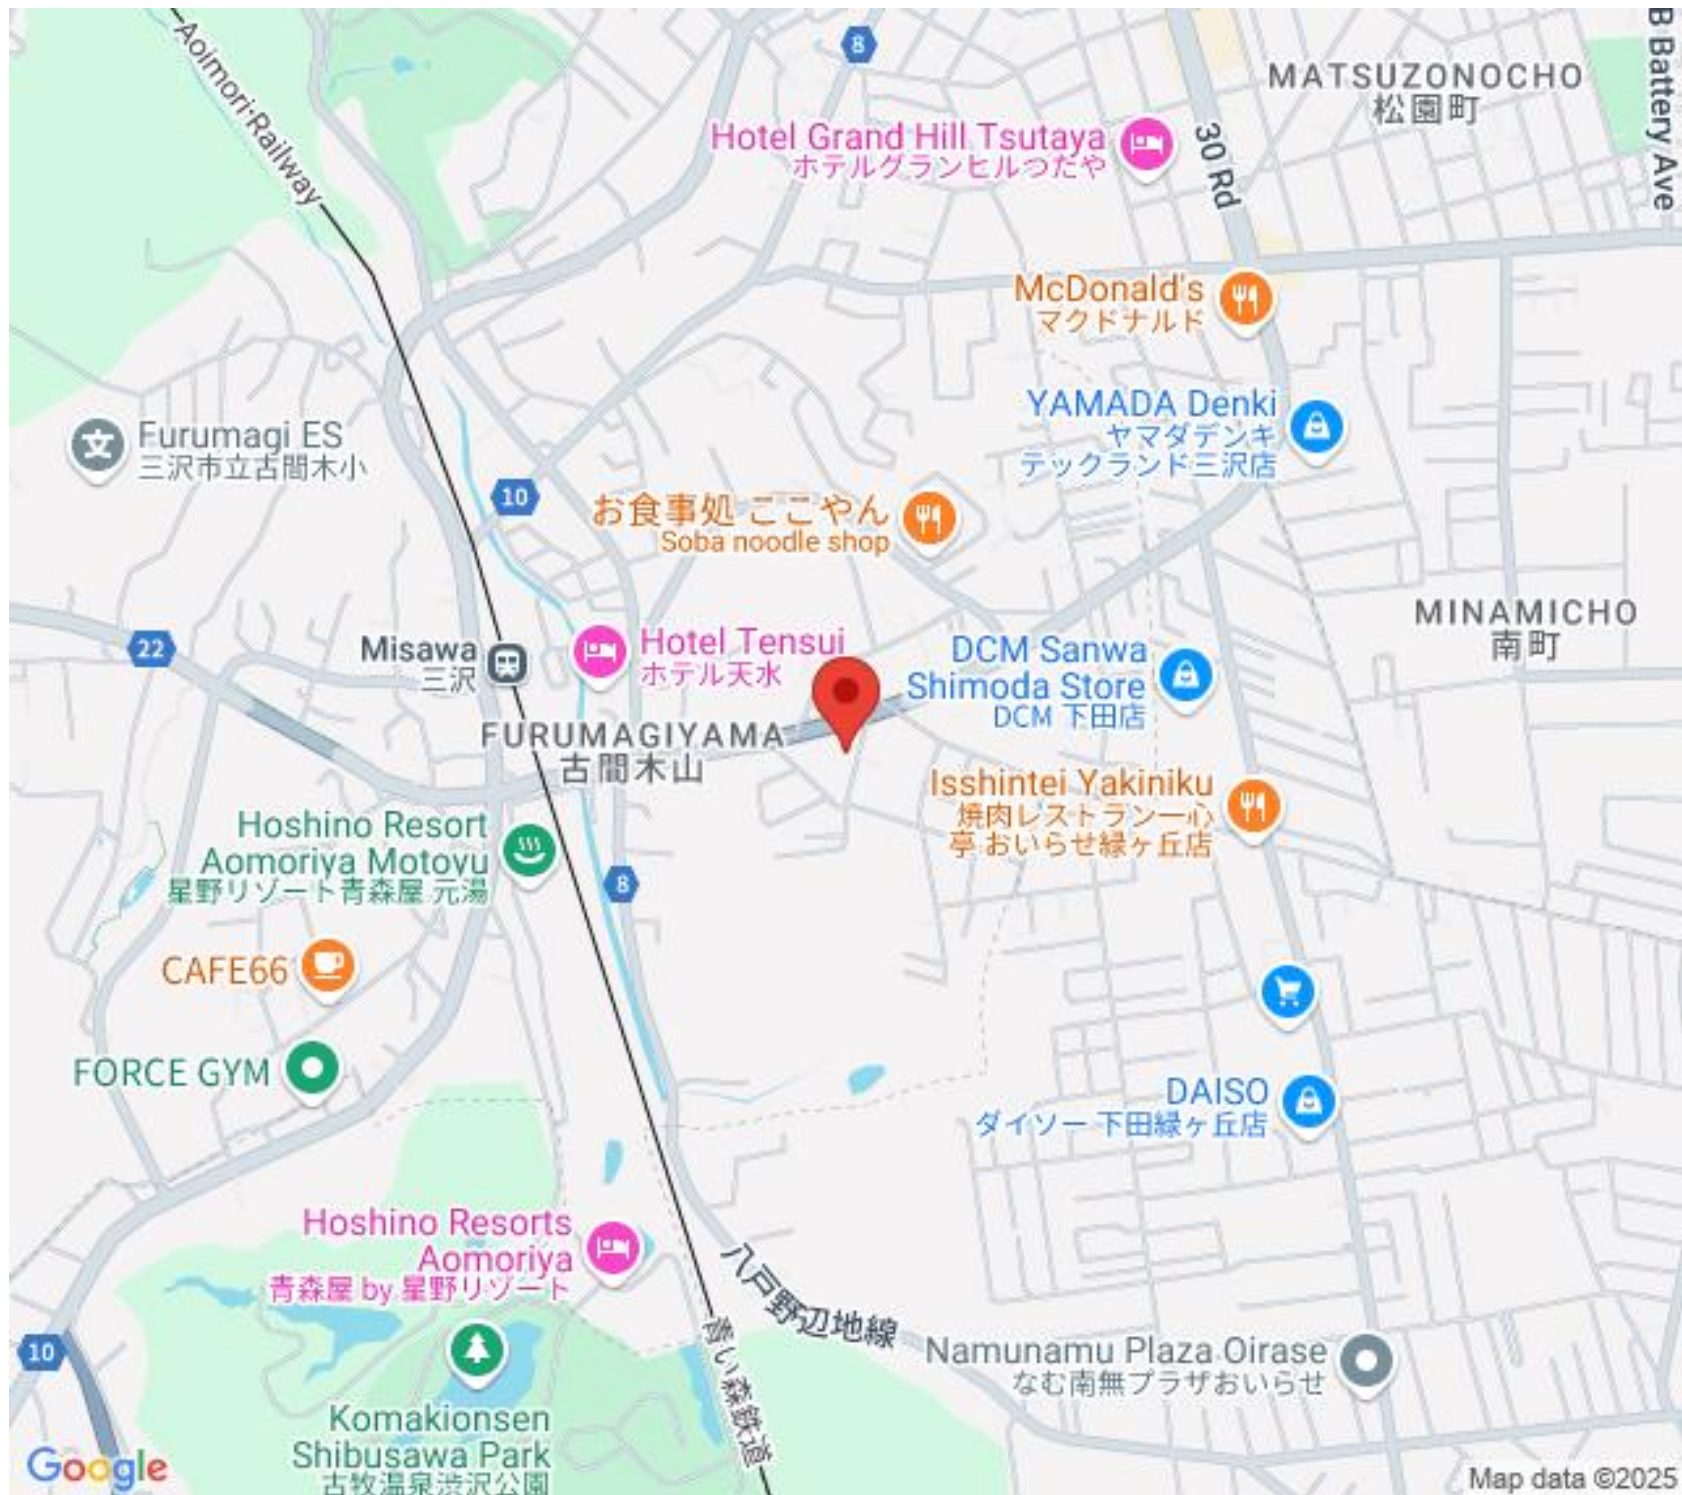 Aoimori Railway
8
MATSUZONOCHO
松園町
B Battery Ave
Hotel Grand Hill Tsutaya
ホテルグランヒルつたや
30 Rd
McDonald's
マクドナルド
YAMADA Denki
ヤマダデンキ
テックランド三沢店
Furumagi ES
三沢市立古間木小
10
お食事処 ここやん
Soba noodle shop
MINAMICHO
南町
22
Misawa
三沢
Hotel Tensui
ホテル天水
DCM Sanwa
Shimoda Store
DCM 下田店
FURUMAGIYAMA
古間木山
Isshintei Yakiniku
焼肉レストラン一心
亭 おいらせ緑ヶ丘店
Hoshino Resort
Aomoriya Motoyu
星野リゾート青森屋 元湯
8
CAFE66
FORCE GYM
DAISO
ダイソー 下田緑ヶ丘店
Hoshino Resorts
Aomoriya
青森屋 by 星野リゾート
八戸野辺地線
青い森鉄道
10
Namunamu Plaza Oirase
なむ南無プラザおいらせ
Komakionsen
Shibusawa Park
古牧温泉渋沢公園
Google
Map data ©2025